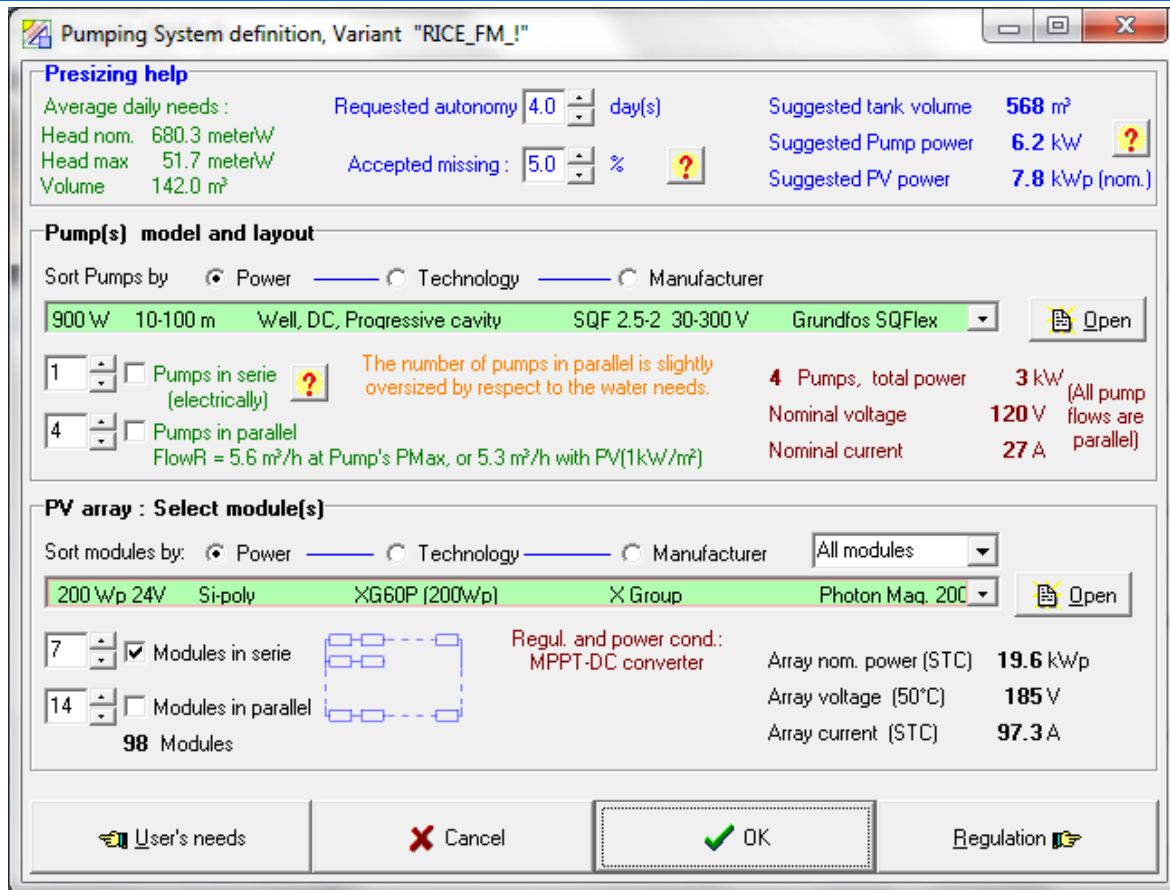 Pumping System definition, Variant "RICE_FM_!"
Presizing help
Average daily needs :
Head nom. 680.3 meterW
Head max 51.7 meterW
Volume 142.0 m³
Requested autonomy 4.0 day(s)
Accepted missing : 5.0 % ?
Suggested tank volume 568 m³
Suggested Pump power 6.2 kW ?
Suggested PV power 7.8 kWp (nom.)
Pump(s) model and layout
Sort Pumps by Power Technology Manufacturer
900 W 10-100 m Well, DC, Progressive cavity SQF 2.5-2 30-300 V Grundfos SQFlex
Open
1 Pumps in serie ?
(electrically)
4 Pumps in parallel
FlowR = 5.6 m³/h at Pump's PMax, or 5.3 m³/h with PV(1kW/m²)
The number of pumps in parallel is slightly
oversized by respect to the water needs.
4 Pumps, total power 3 kW
Nominal voltage 120 V
Nominal current 27 A
(All pump
flows are
parallel)
PV array : Select module(s)
Sort modules by: Power Technology Manufacturer All modules
200 Wp 24V Si-poly XG60P (200Wp) X Group Photon Mag. 200
Open
7 Modules in serie
14 Modules in parallel
98 Modules
Regul. and power cond.:
MPPT-DC converter
Array nom. power (STC) 19.6 kWp
Array voltage (50°C) 185 V
Array current (STC) 97.3 A
User's needs
Cancel
OK
Regulation